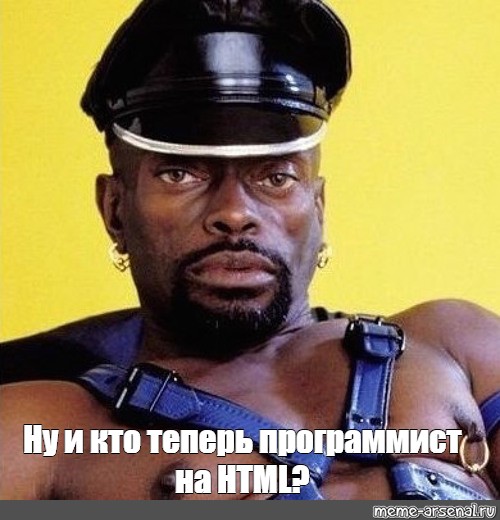 Ну и кто теперь программист
на HTML?
meme-arsenal.ru